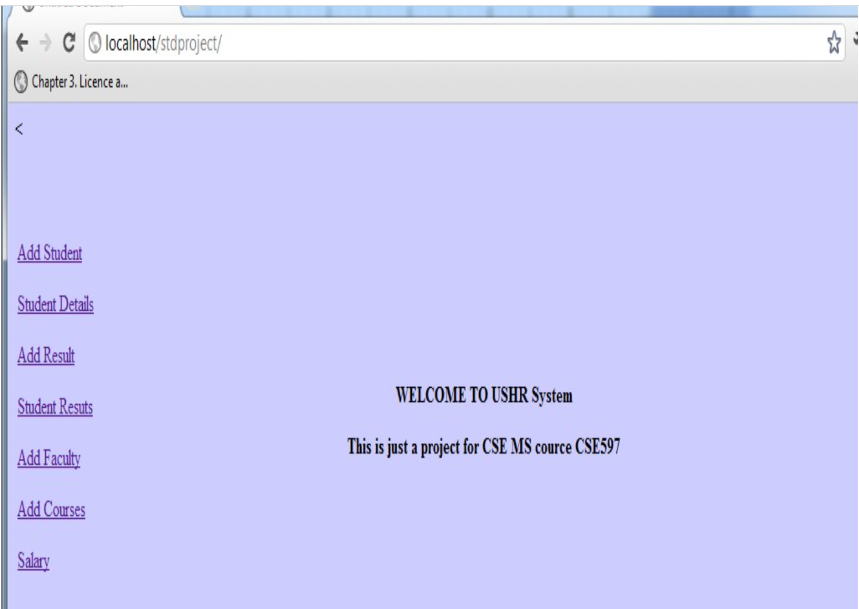 localhost/stdproject/
Chapter 3. Licence a...
<
Add Student
Student Details
Add Result
Student Resuts
Add Faculty
Add Courses
Salary
WELCOME TO USHR System
This is just a project for CSE MS cource CSE597